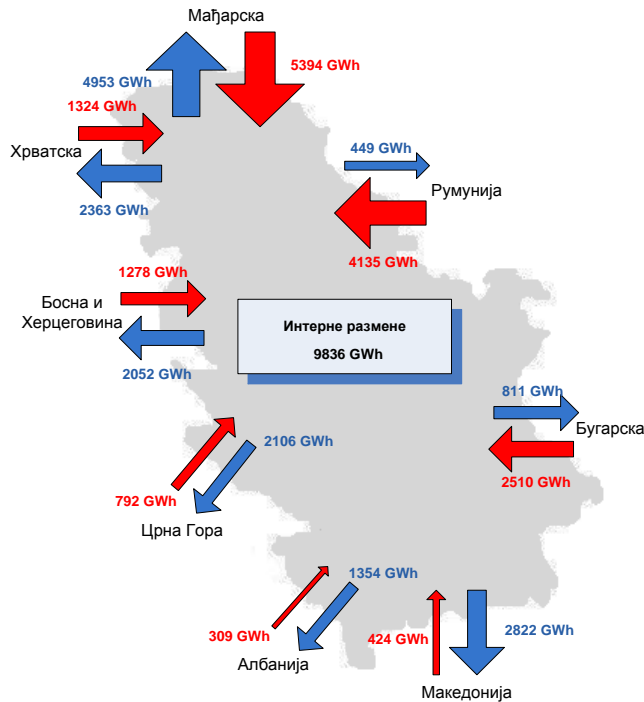 Мађарска
4953 GWh
5394 GWh
1324 GWh
Хрватска
2363 GWh
449 GWh
Румунија
4135 GWh
1278 GWh
Босна и
Херцеговина
2052 GWh
Интерне размене
9836 GWh
811 GWh
Бугарска
2510 GWh
2106 GWh
792 GWh
Црна Гора
1354 GWh
309 GWh
Албанија
424 GWh
2822 GWh
Македонија